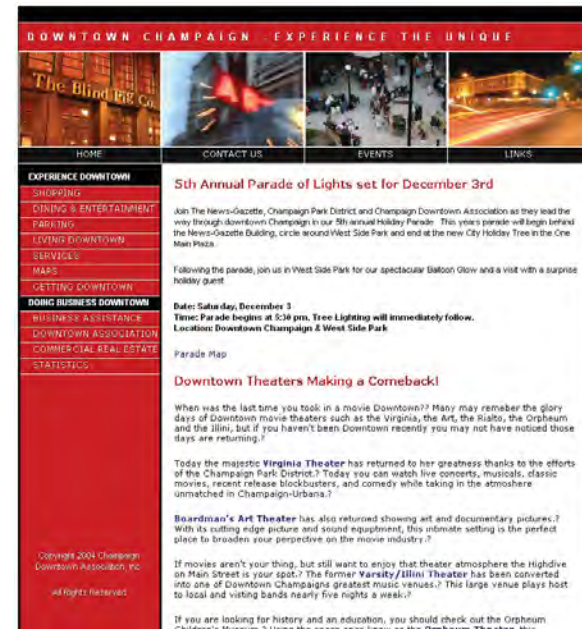 DOWNTOWN CHAMPAIGN - EXPERIENCE THE UNIQUE
The Blind Pig Co.
HOME
CONTACT US
EVENTS
LINKS
EXPERIENCE DOWNTOWN
SHOPPING
DINING & ENTERTAINMENT
PARKING
LIVING DOWNTOWN
SERVICES
MAPS
GETTING DOWNTOWN
DOING BUSINESS DOWNTOWN
BUSINESS ASSISTANCE
DOWNTOWN ASSOCIATION
COMMERCIAL REAL ESTATE
STATISTICS
Copyright 2004 Champaign
Downtown Association, Inc.
All Rights Reserved
5th Annual Parade of Lights set for December 3rd
Join The News-Gazette, Champaign Park District and Champaign Downtown Association as they lead the
way through downtown Champaign in our 5th annual Holiday Parade. This years parade will begin behind
the News-Gazette Building, circle around West Side Park and end at the new City Holiday Tree in the One
Main Plaza.
Following the parade, join us in West Side Park for our spectacular Balloon Glow and a visit with a surprise
holiday guest
Date: Saturday, December 3
Time: Parade begins at 5:30 pm. Tree Lighting will immediately follow.
Location: Downtown Champaign & West Side Park
Parade Map
Downtown Theaters Making a Comeback!
When was the last time you took in a movie Downtown?? Many may remeber the glory
days of Downtown movie theaters such as the Virginia, the Art, the Rialto, the Orpheum
and the Illini, but if you haven't been Downtown recently you may not have noticed those
days are returning.?
Today the majestic Virginia Theater has returned to her greatness thanks to the efforts
of the Champaign Park District.? Today you can watch live concerts, musicals, classic
movies, recent release blockbusters, and comedy while taking in the atmoshere
unmatched in Champaign-Urbana.?
Boardman's Art Theater has also returned showing art and documentary pictures.?
With its cutting edge picture and sound equiptment, this intimate setting is the perfect
place to broaden your perpective on the movie industry.?
If movies aren't your thing, but still want to enjoy that theater atmosphere the Highdive
on Main Street is your spot.? The former Varsity/Illini Theater has been converted
into one of Downtown Champaigns greatest music venues.? This large venue plays host
to local and visting bands nearly five nights a week.?
If you are looking for history and an education, you should check out the Orpheum
Children's Museum.? Using the space once know as the Orpheum Theater, this